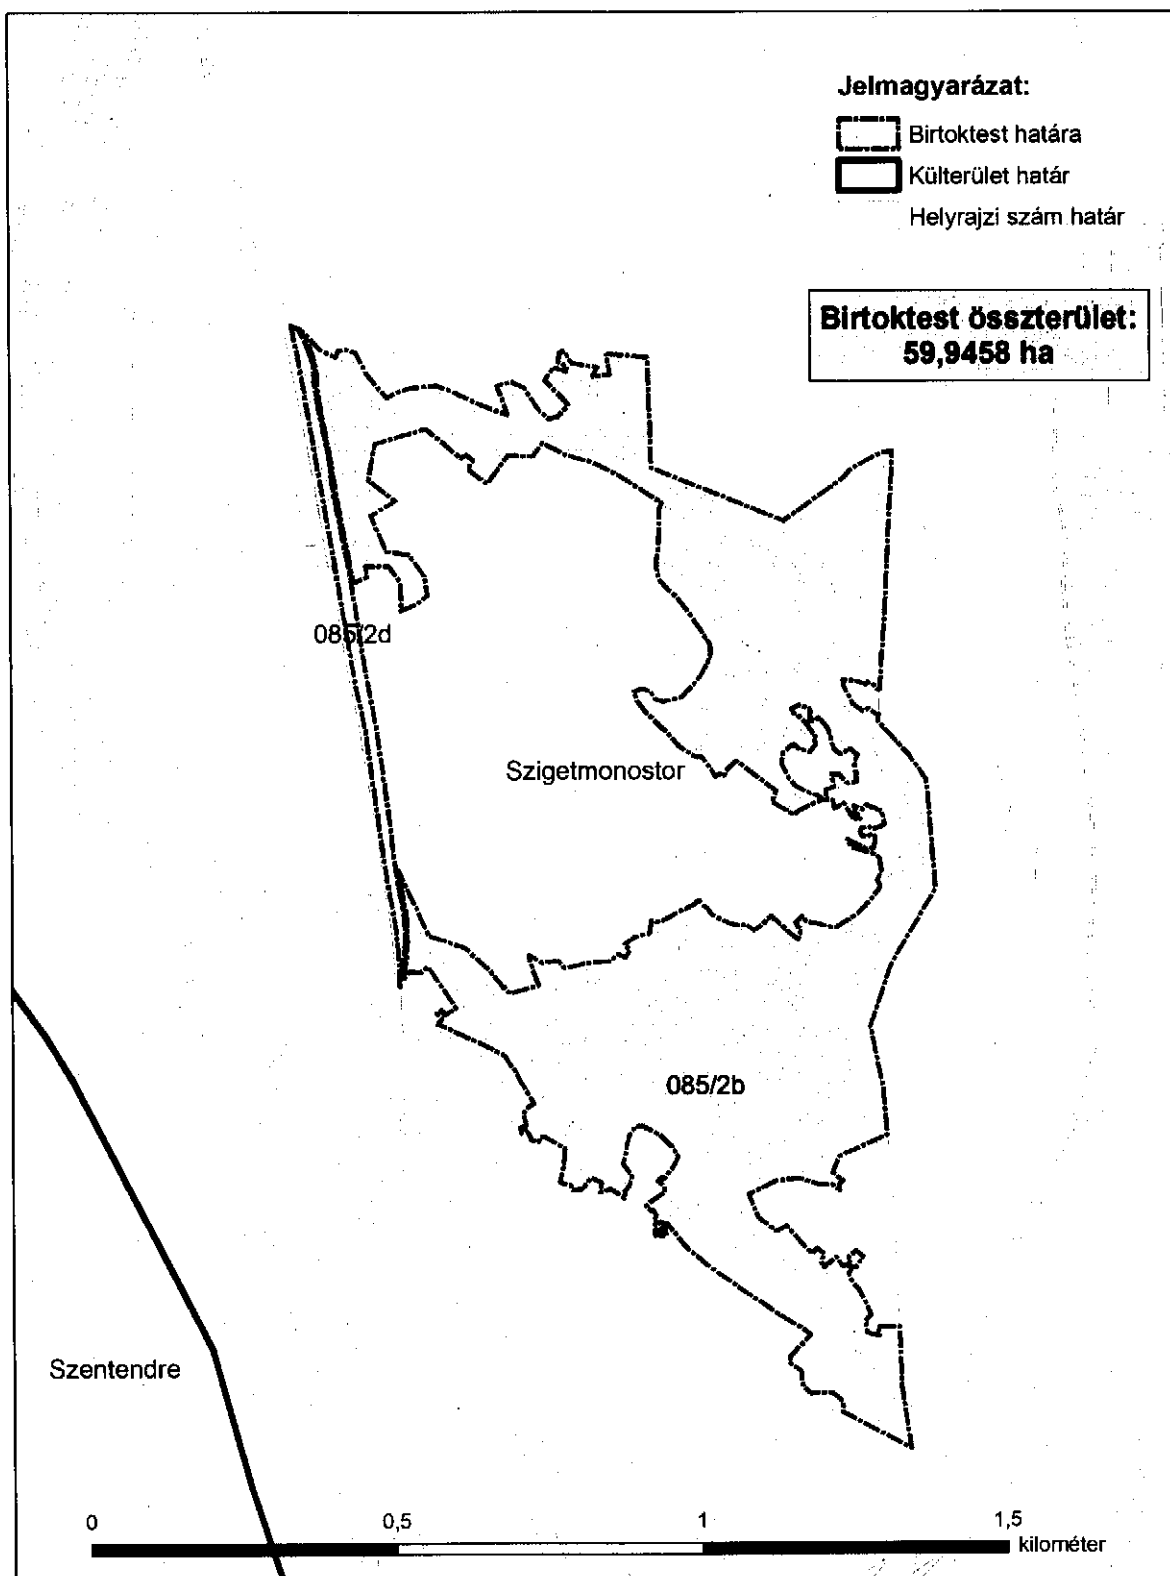 Jelmagyarázat:
Birtoktest határa
Külterület határ
Helyrajzi szám határ
Birtoktest összterület:
59,9458 ha
085/2d
Szigetmonostor
085/2b
Szentendre
0 0,5 1 1,5
kilométer